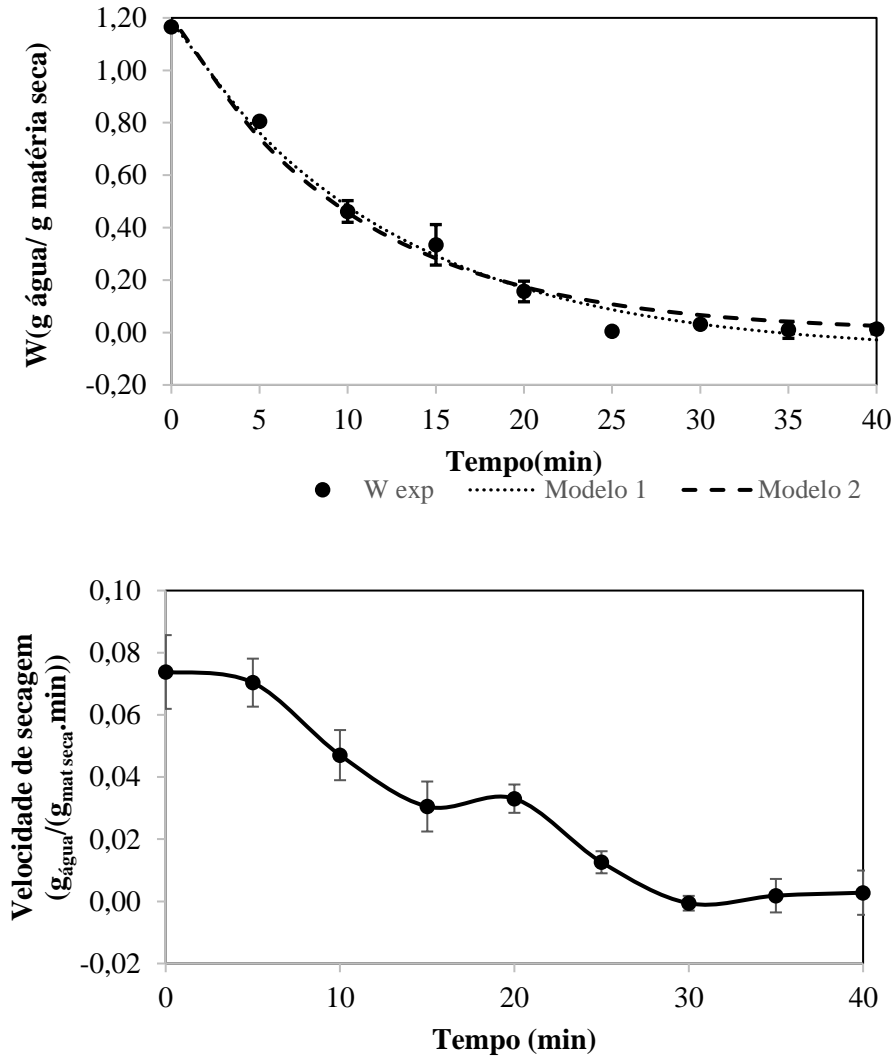 1,20
1,00
0,80
0,60
0,40
0,20
0,00
-0,20
W(g água/ g matéria seca)
0 5 10 15 20 25 30 35 40
Tempo(min)
W exp Modelo 1 Modelo 2
0,10
0,08
0,06
0,04
0,02
0,00
-0,02
Velocidade de secagem
(gágua/(gmat seca.min))
0 10 20 30 40
Tempo (min)